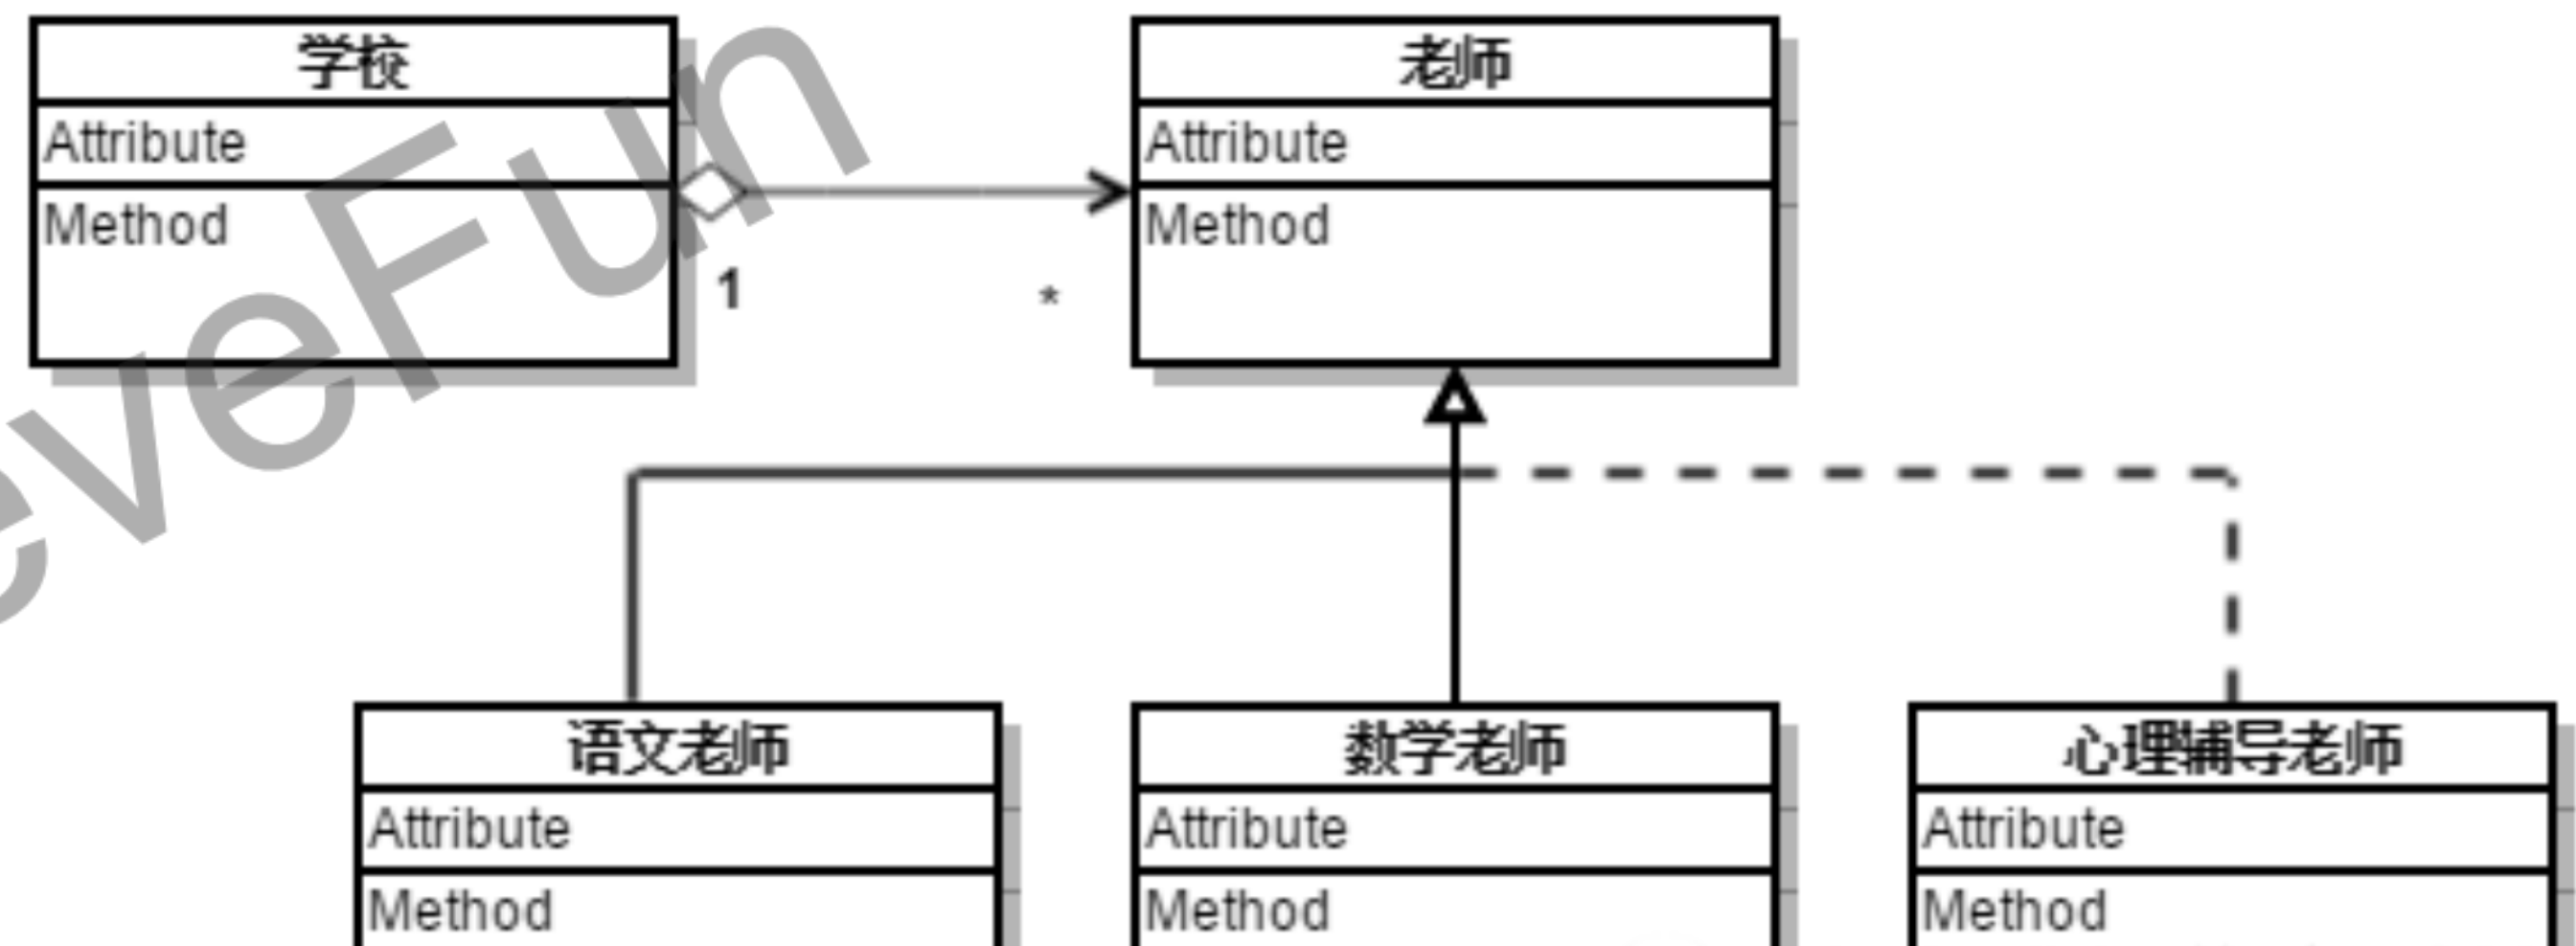 学校
Attribute
Method
1
*
老师
Attribute
Method
语文老师
Attribute
Method
数学老师
Attribute
Method
心理辅导老师
Attribute
Method
eveFun